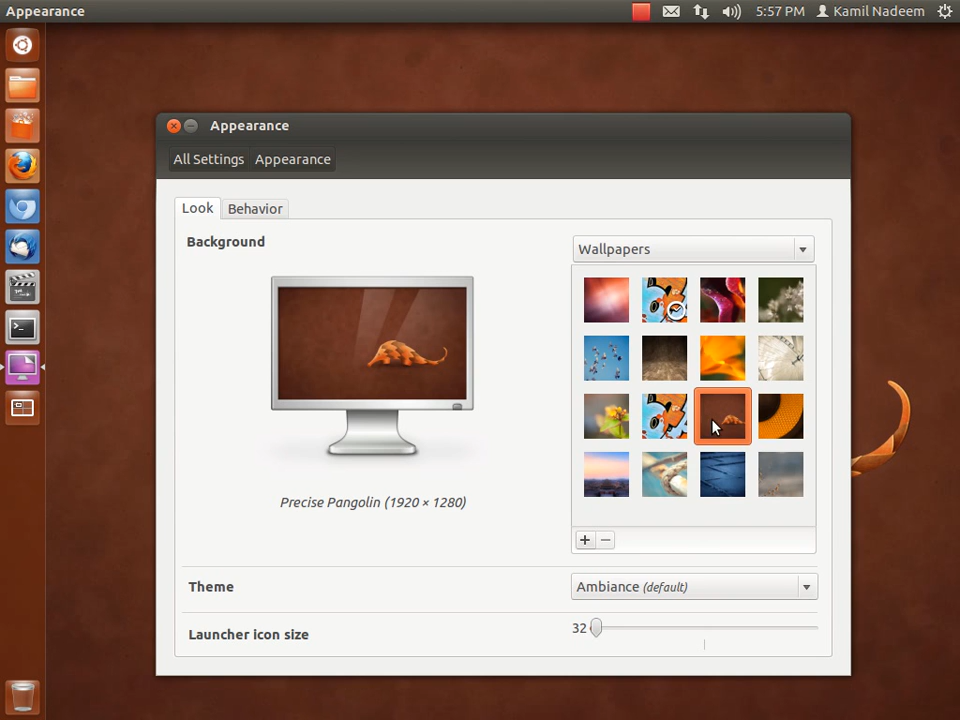 Appearance 5:57 PM Kamil Nadeem
Appearance
All Settings Appearance
Look Behavior
Background
Wallpapers
Precise Pangolin (1920 × 1280)
Theme
Ambiance (default)
Launcher icon size
32